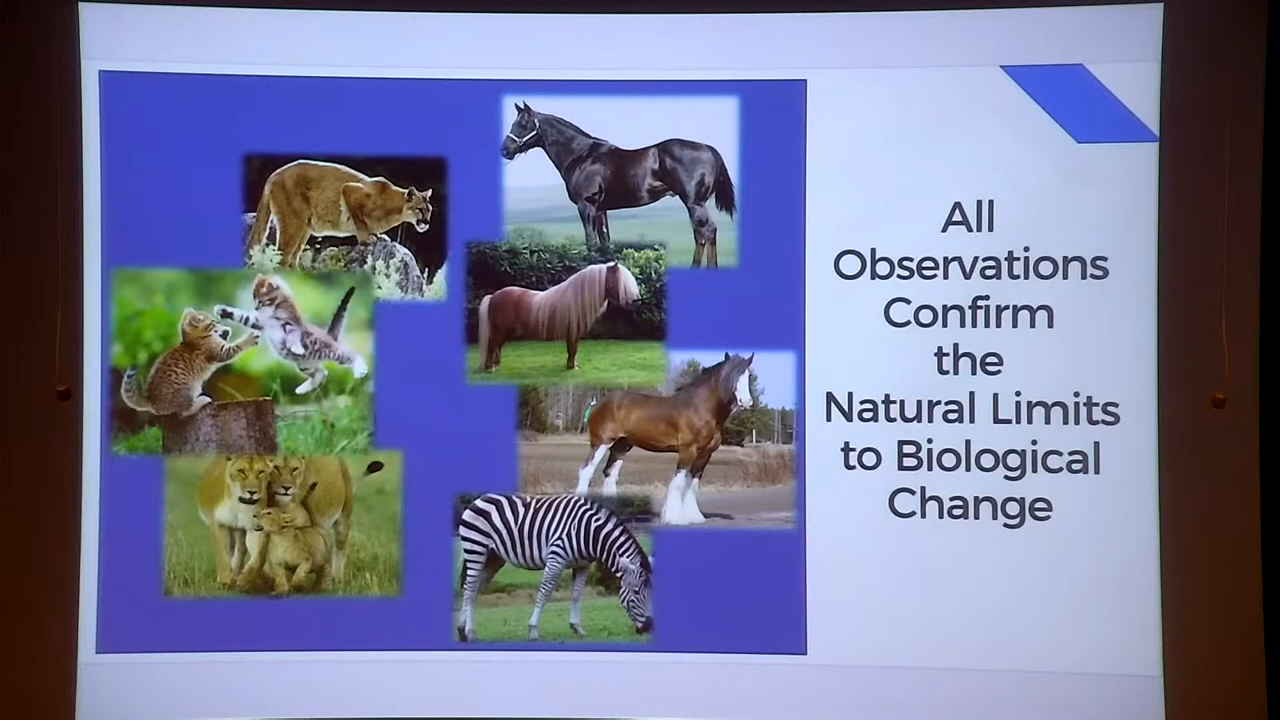 All
Observations
Confirm
the
Natural Limits
to Biological
Change